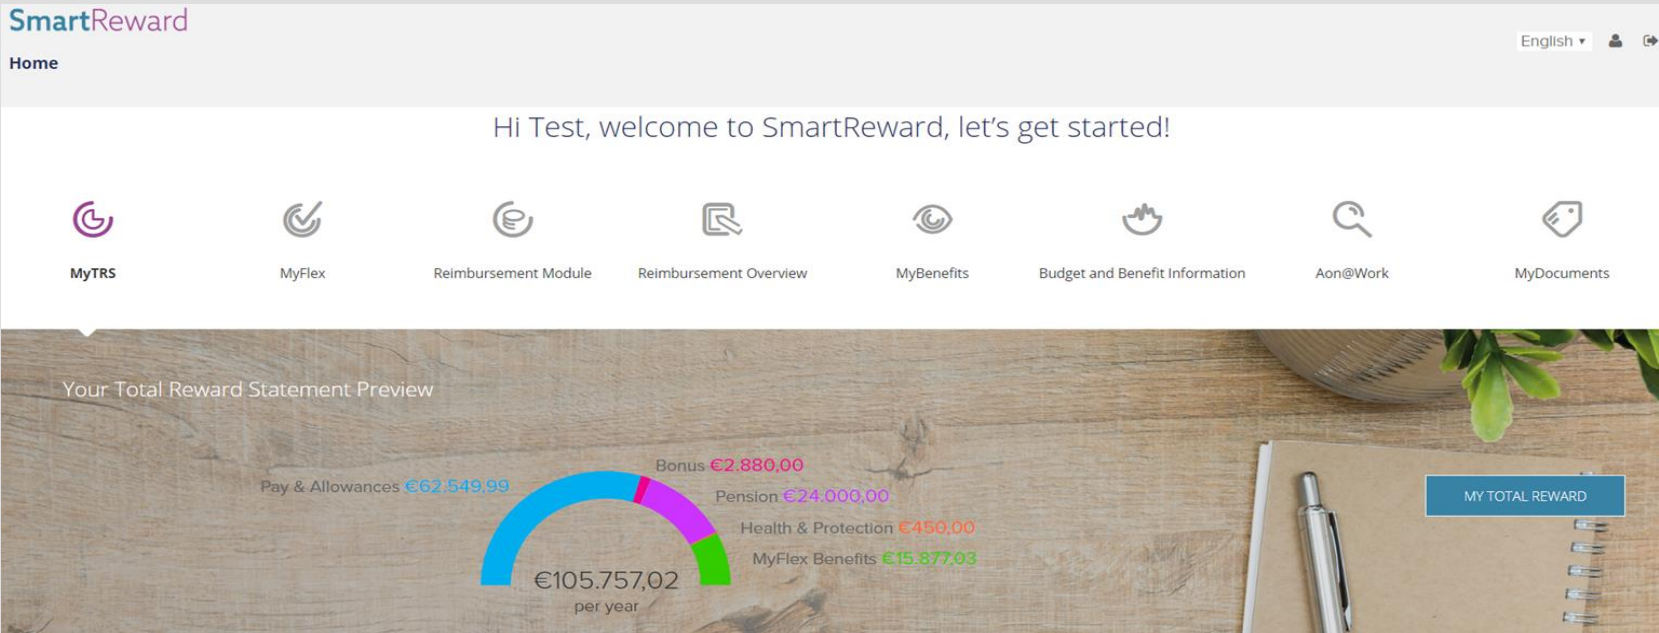 SmartReward
English
Home
Hi Test, welcome to SmartReward, let's get started!
MyTRS
MyFlex
Reimbursement Module
Reimbursement Overview
MyBenefits
Budget and Benefit Information
Aon@Work
MyDocuments
Your Total Reward Statement Preview
Bonus €2.880,00
Pay & Allowances €62.549,99
Pension €24.000,00
MY TOTAL REWARD
Health & Protection €450,00
MyFlex Benefits €15.877,03
€105.757,02
per year